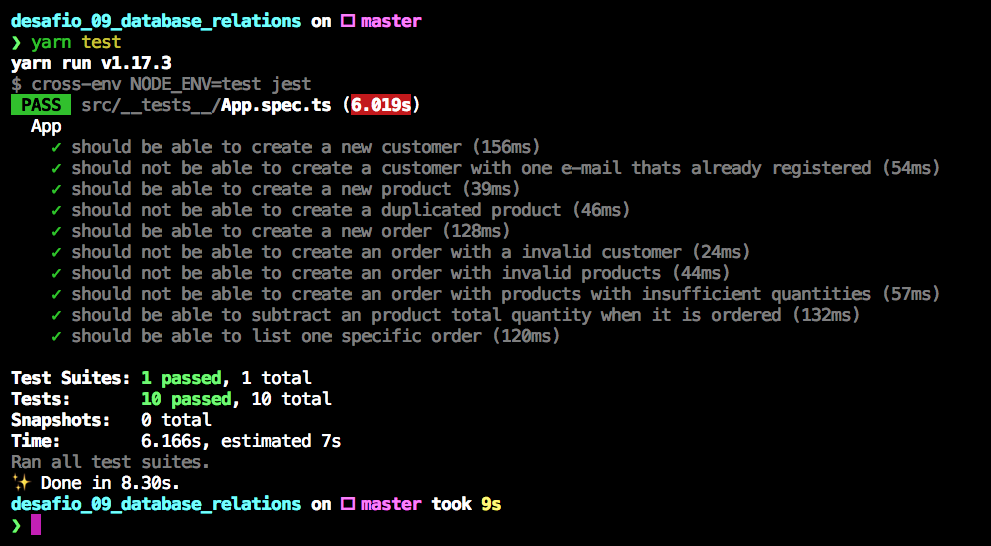 desafio_09_database_relations on master
❯ yarn test
yarn run v1.17.3
$ cross-env NODE_ENV=test jest
PASS src/__tests__/App.spec.ts (6.019s)
App
✓ should be able to create a new customer (156ms)
✓ should not be able to create a customer with one e-mail thats already registered (54ms)
✓ should be able to create a new product (39ms)
✓ should not be able to create a duplicated product (46ms)
✓ should be able to create a new order (128ms)
✓ should not be able to create an order with a invalid customer (24ms)
✓ should not be able to create an order with invalid products (44ms)
✓ should not be able to create an order with products with insufficient quantities (57ms)
✓ should be able to subtract an product total quantity when it is ordered (132ms)
✓ should be able to list one specific order (120ms)
Test Suites: 1 passed, 1 total
Tests: 10 passed, 10 total
Snapshots: 0 total
Time: 6.166s, estimated 7s
Ran all test suites.
✨ Done in 8.30s.
desafio_09_database_relations on master took 9s
❯